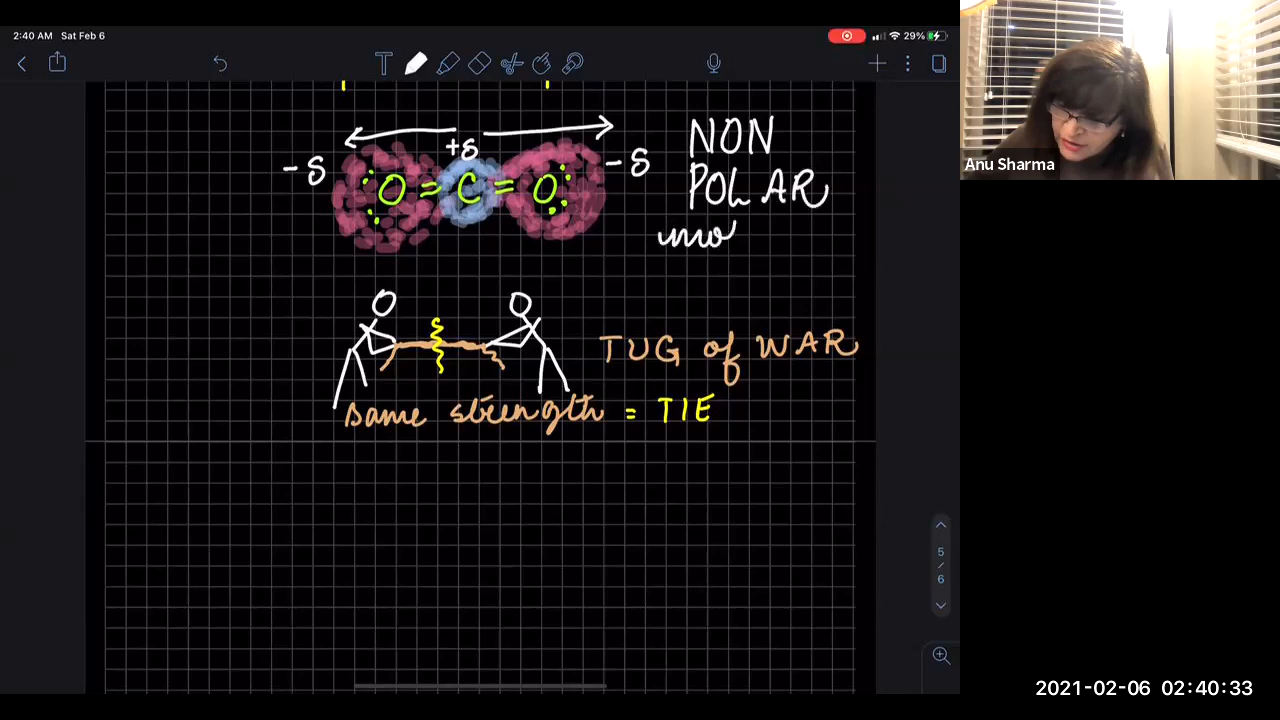 2:40 AM Sat Feb 6
29%
T
+δ
-δ
-δ
O = C = O
NON
POLAR
mo
TUG of WAR
same strength = TIE
5
/
6
Anu Sharma
2021-02-06 02:40:33